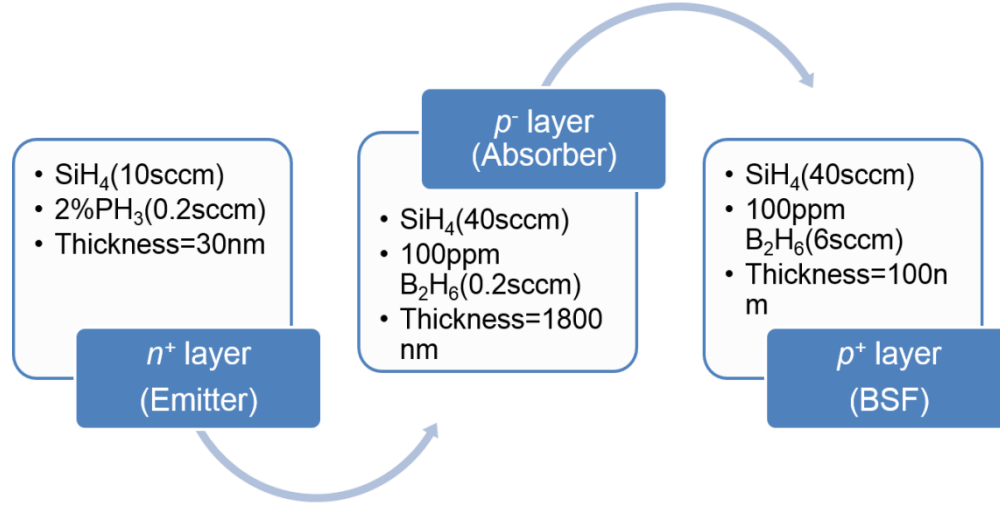 • SiH₄(10sccm)
• 2%PH₃(0.2sccm)
• Thickness=30nm
n⁺ layer
(Emitter)
p⁻ layer
(Absorber)
• SiH₄(40sccm)
• 100ppm
B₂H₆(0.2sccm)
• Thickness=1800
nm
• SiH₄(40sccm)
• 100ppm
B₂H₆(6sccm)
• Thickness=100n
m
p⁺ layer
(BSF)